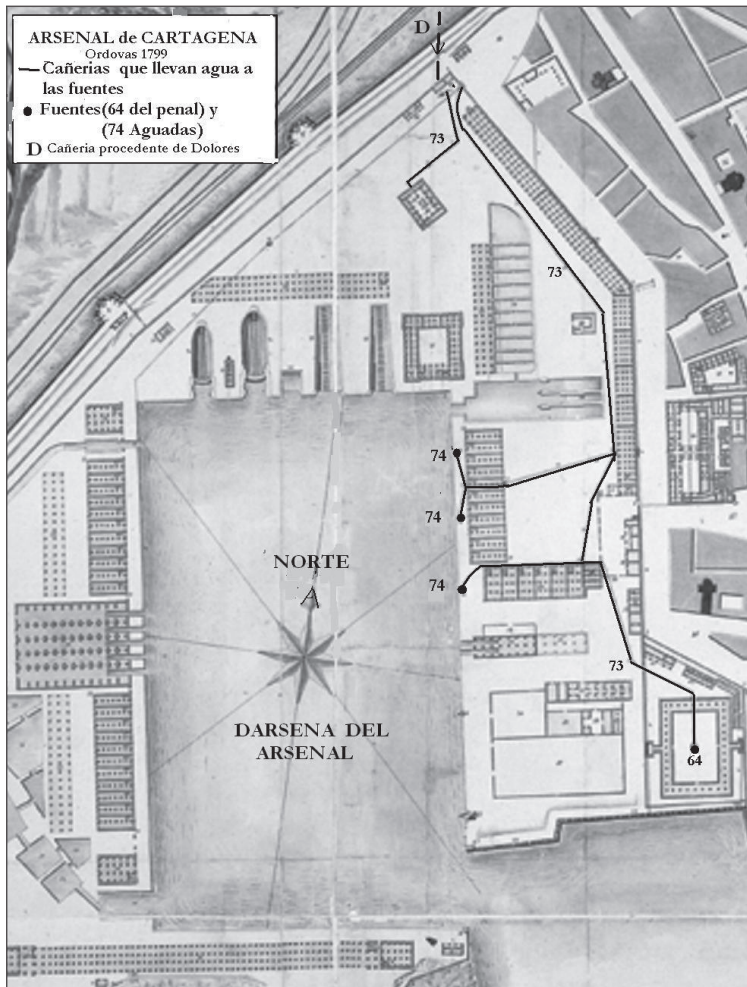 ARSENAL de CARTAGENA
Ordovas 1799
Cañerias que llevan agua a
las fuentes
Fuentes(64 del penal) y
(74 Aguadas)
D Cañeria procedente de Dolores
D
73
73
74
74
NORTE
74
73
DARSENA DEL
ARSENAL
64